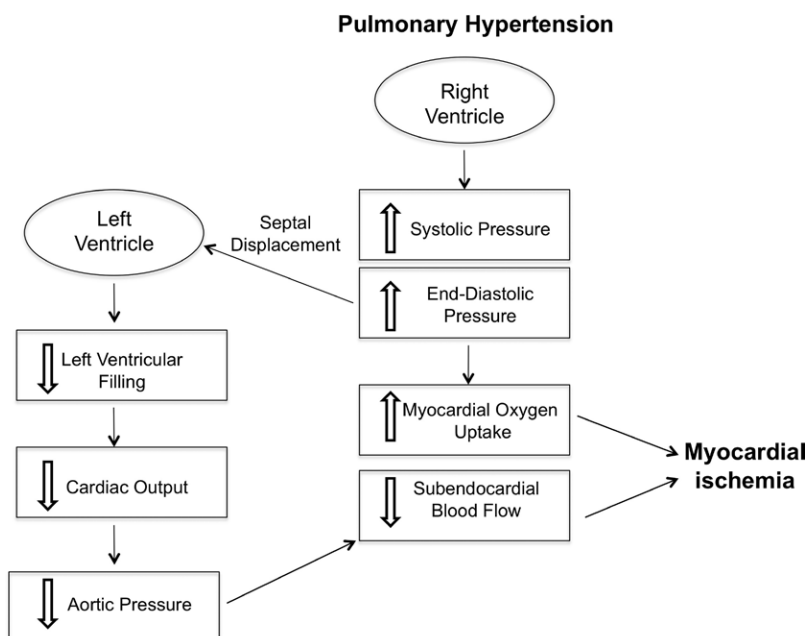 Pulmonary Hypertension
Right
Ventricle
Systolic Pressure
End-Diastolic
Pressure
Septal
Displacement
Left
Ventricle
Left Ventricular
Filling
Cardiac Output
Aortic Pressure
Myocardial Oxygen
Uptake
Subendocardial
Blood Flow
Myocardial
ischemia